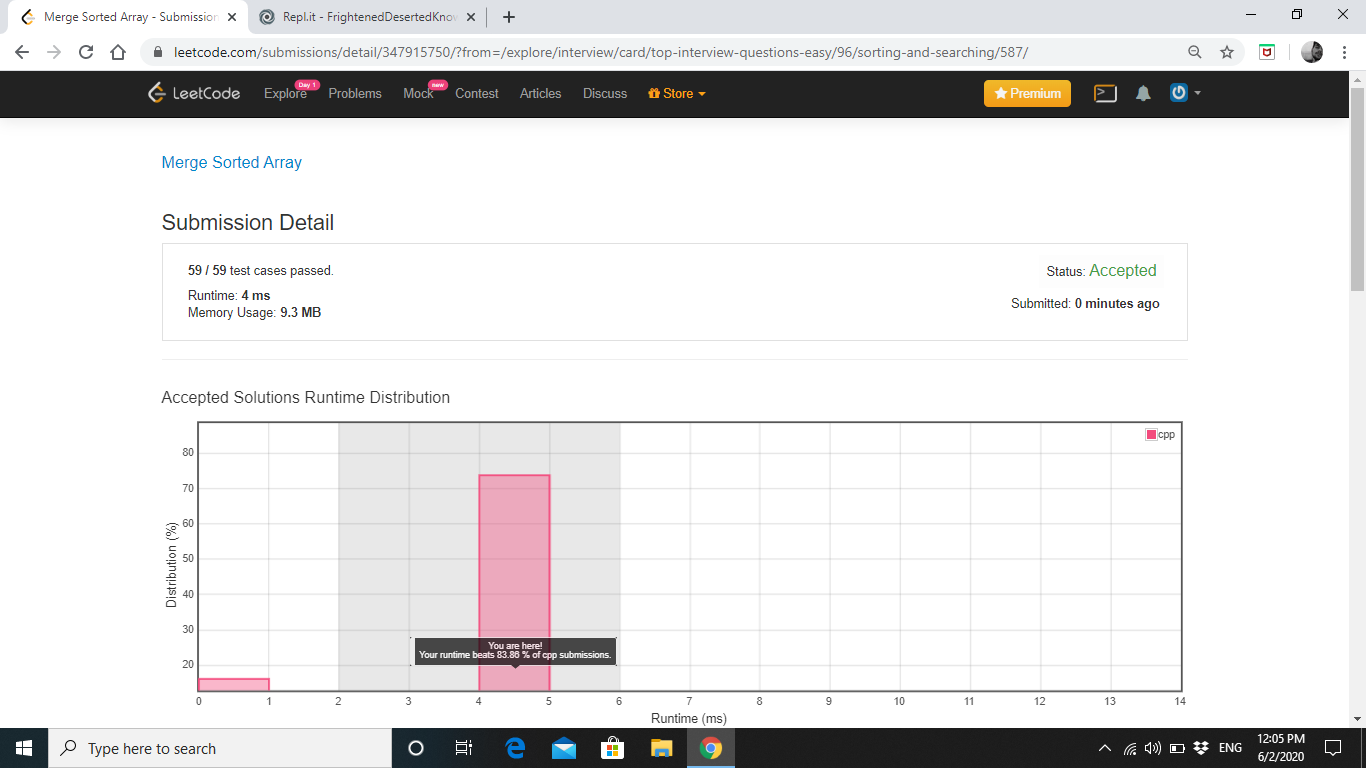 Merge Sorted Array - Submission
Repl.it - FrightenedDesertedKnow
leetcode.com/submissions/detail/347915750/?from=/explore/interview/card/top-interview-questions-easy/96/sorting-and-searching/587/
LeetCode Explore Day 1 Problems Mock new Contest Articles Discuss Store Premium
Merge Sorted Array
Submission Detail
59 / 59 test cases passed.
Status: Accepted
Runtime: 4 ms
Submitted: 0 minutes ago
Memory Usage: 9.3 MB
Accepted Solutions Runtime Distribution
cpp
80
70
60
50
40
30
20
Distribution (%)
You are here!
Your runtime beats 83.86 % of cpp submissions.
0 1 2 3 4 5 6 7 8 9 10 11 12 13 14
Runtime (ms)
Type here to search
ENG
12:05 PM
6/2/2020